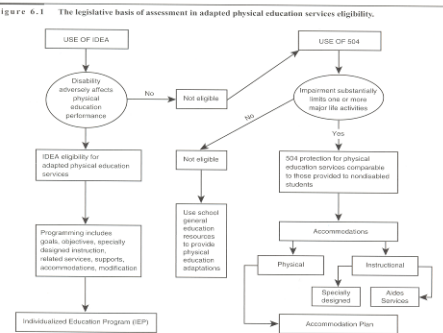 Figure 6.1 The legislative basis of assessment in adapted physical education services eligibility.
USE OF IDEA
USE OF 504
Disability
adversely affects
physical
education
performance
No
Not eligible
Impairment substantially
limits one or more
major life activities
No
Yes
IDEA eligibility for
adapted physical education
services
Not eligible
504 protection for physical
education services comparable
to those provided to nondisabled
students
Programming includes
goals, objectives, specially
designed instruction,
related services, supports,
accommodations, modification
Use school
general
education
resources
to provide
physical
education
adaptations
Accommodations
Physical
Instructional
Specially
designed
Aides
Services
Individualized Education Program (IEP)
Accommodation Plan